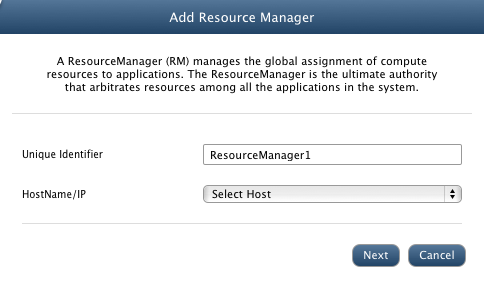 Add Resource Manager
A ResourceManager (RM) manages the global assignment of compute
resources to applications. The ResourceManager is the ultimate authority
that arbitrates resources among all the applications in the system.
Unique Identifier
ResourceManager1
HostName/IP
Select Host
Next
Cancel